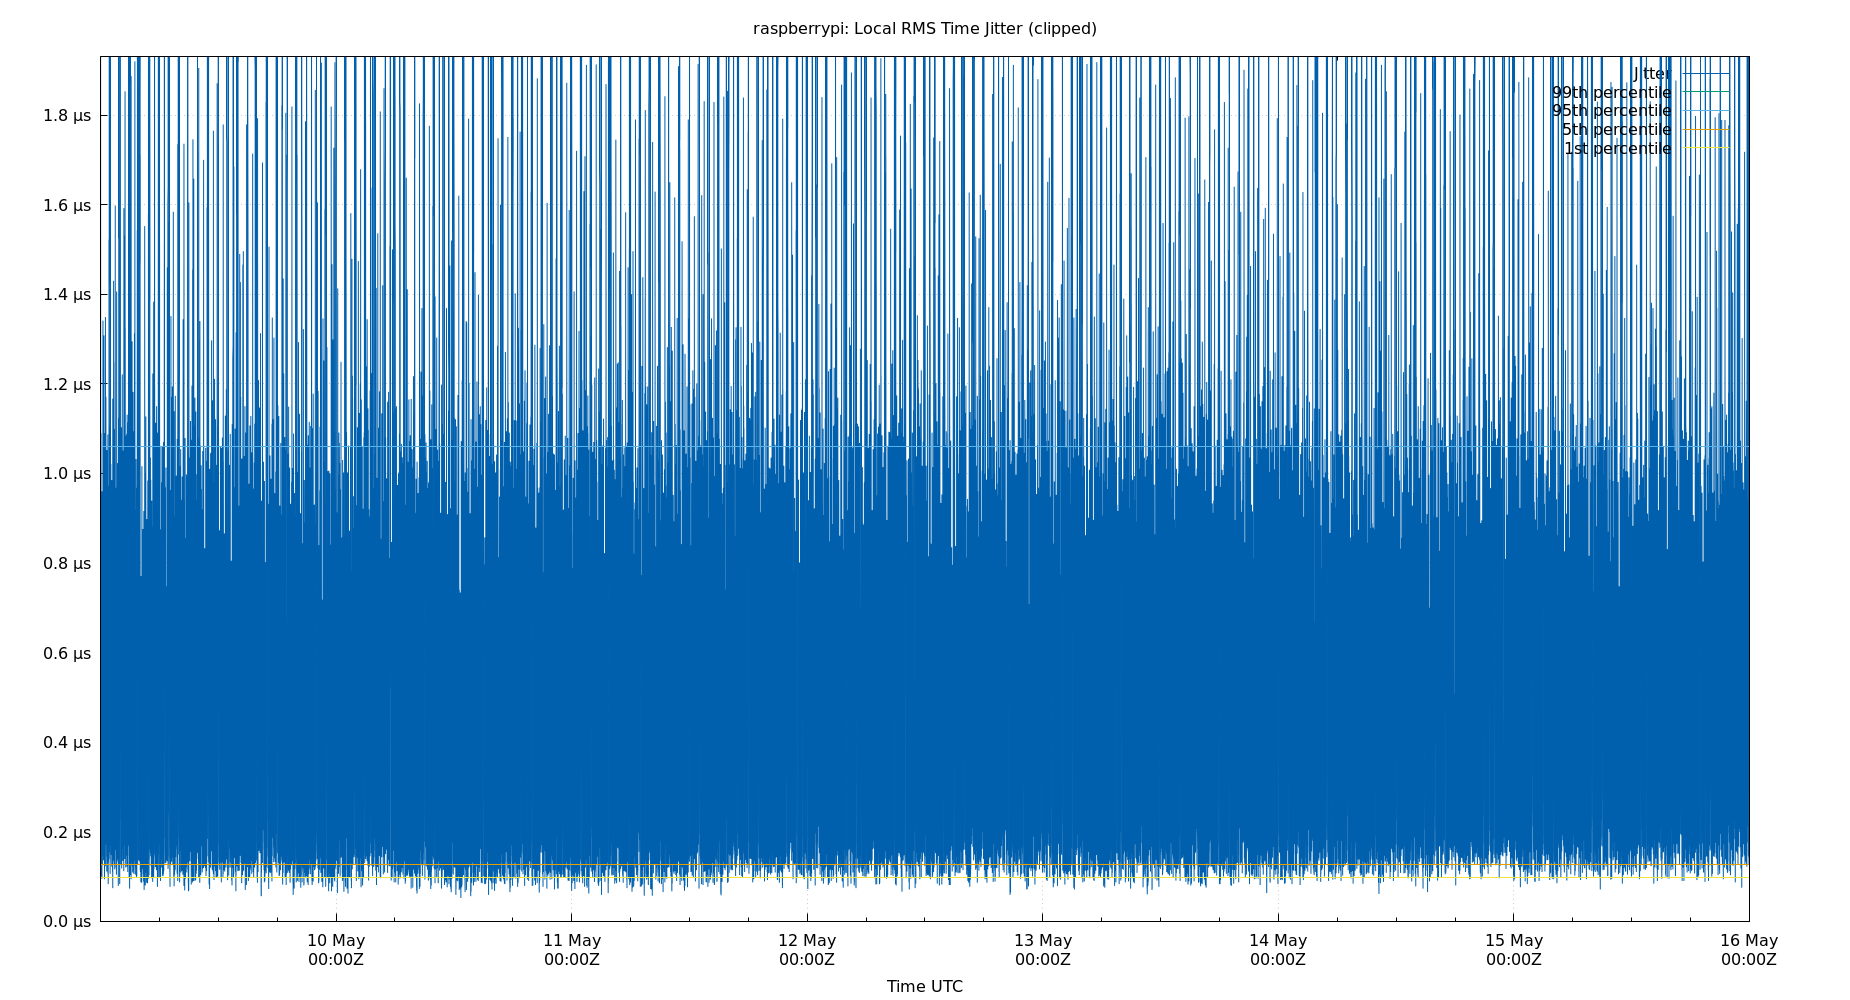 raspberrypi: Local RMS Time Jitter (clipped)
Jitter
99th percentile
95th percentile
5th percentile
1st percentile
1.8 µs
1.6 µs
1.4 µs
1.2 µs
1.0 µs
0.8 µs
0.6 µs
0.4 µs
0.2 µs
0.0 µs
10 May 11 May 12 May 13 May 14 May 15 May 16 May
00:00Z 00:00Z 00:00Z 00:00Z 00:00Z 00:00Z 00:00Z
Time UTC